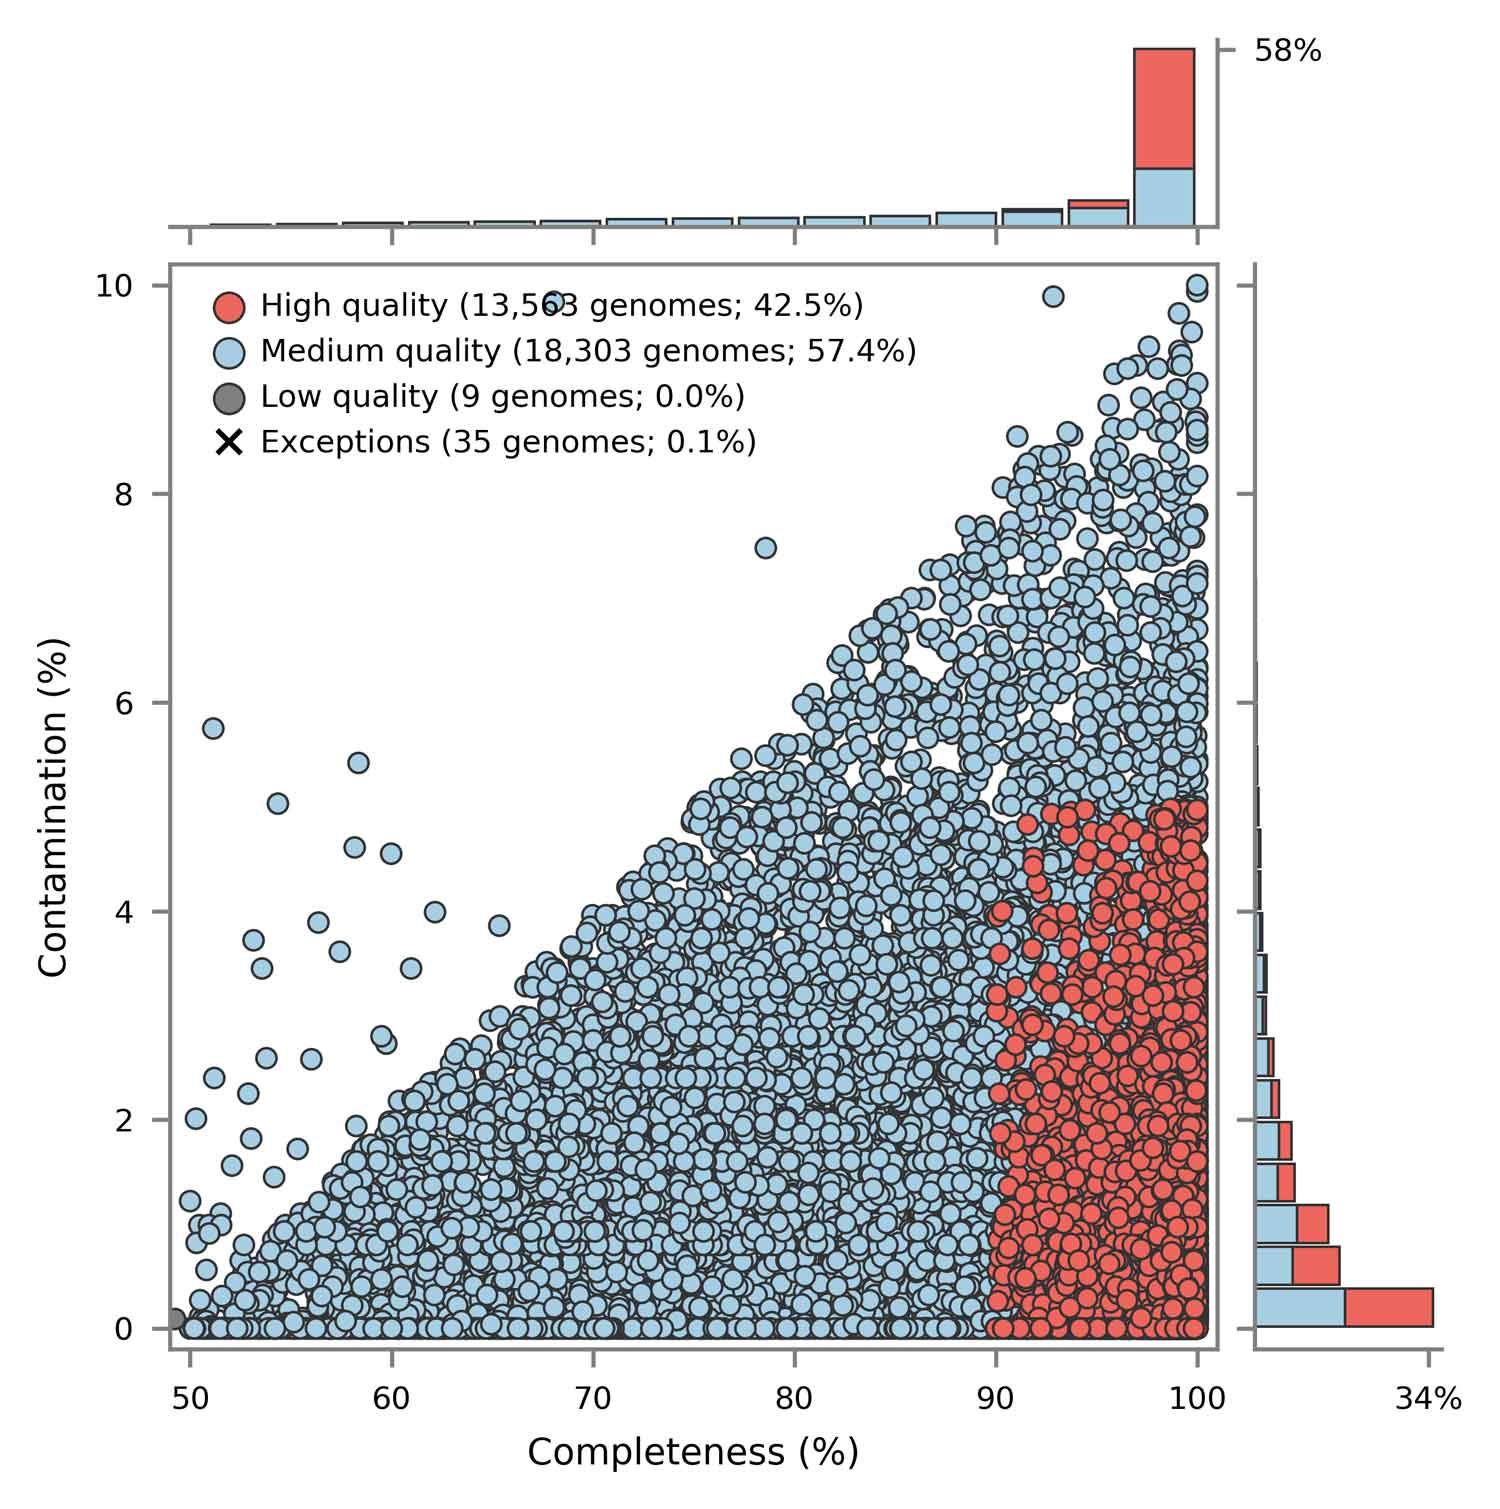 58%
10
High quality (13,563 genomes; 42.5%)
Medium quality (18,303 genomes; 57.4%)
Low quality (9 genomes; 0.0%)
Exceptions (35 genomes; 0.1%)
8
6
4
2
0
Contamination (%)
50 60 70 80 90 100 34%
Completeness (%)